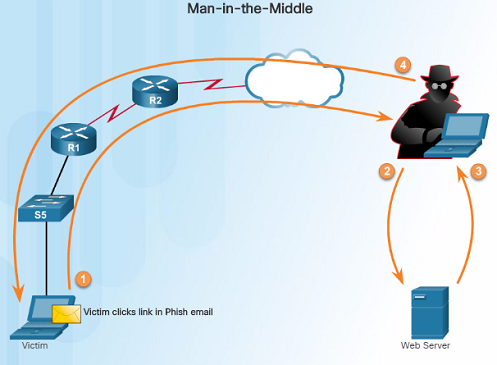 Man-in-the-Middle
4
R2
R1
2
3
S5
1
Victim clicks link in Phish email
Victim
Web Server